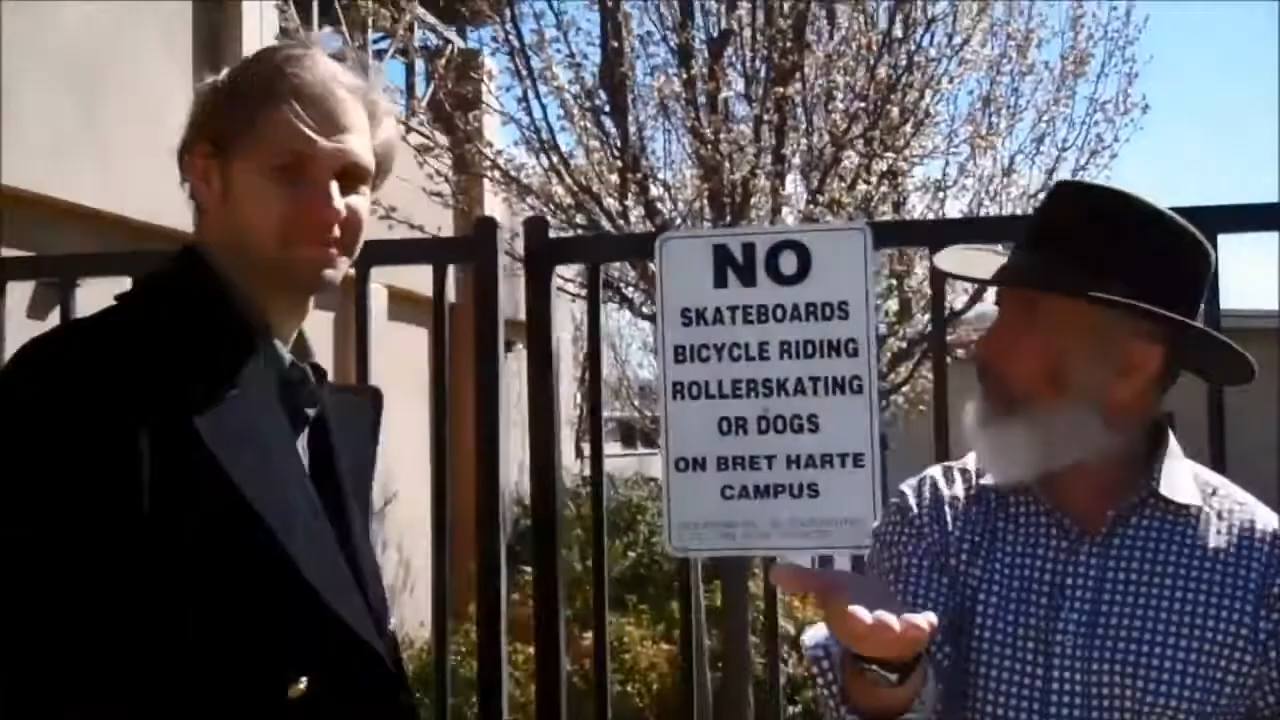 NO
SKATEBOARDS
BICYCLE RIDING
ROLLERSKATING
OR DOGS
ON BRET HARTE
CAMPUS